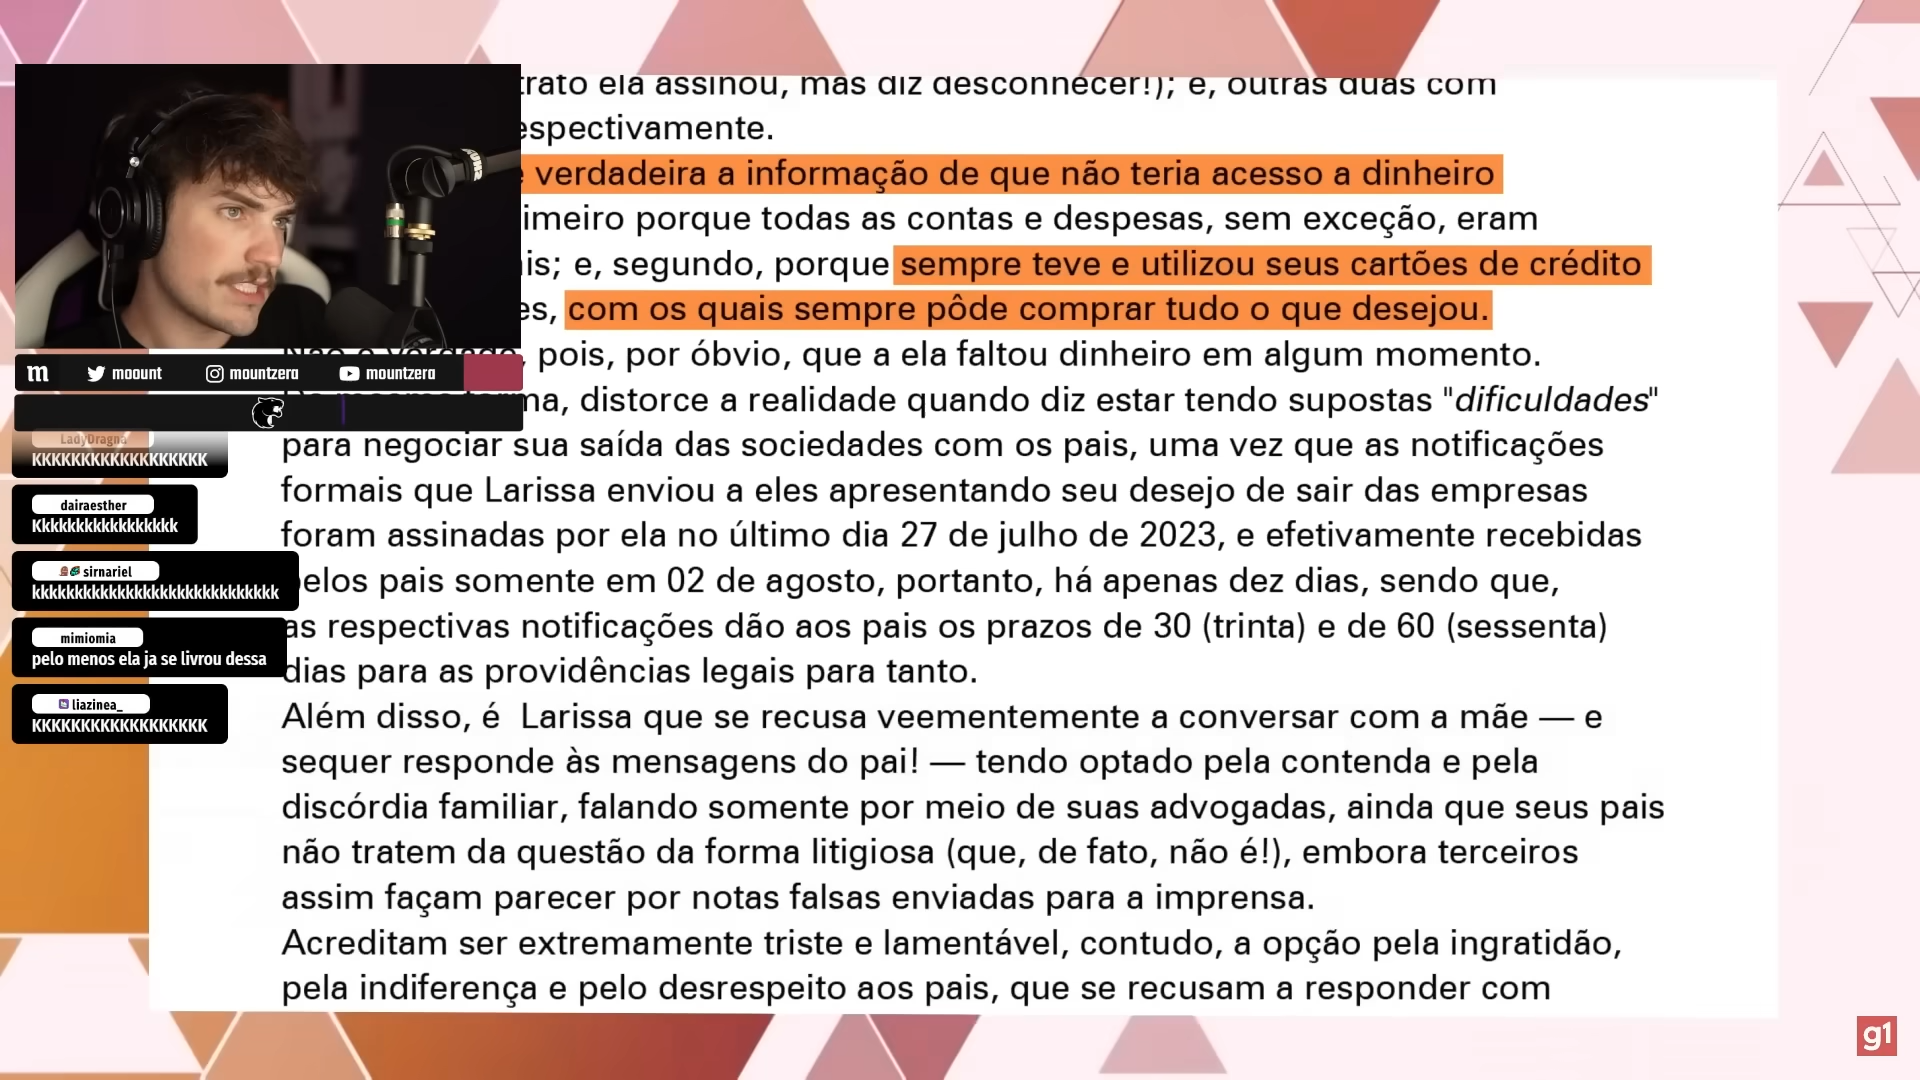 trato ela assinou, mas diz desconhecer!); e, outras duas com
espectivamente.
verdadeira a informação de que não teria acesso a dinheiro
imeiro porque todas as contas e despesas, sem exceção, eram
is; e, segundo, porque sempre teve e utilizou seus cartões de crédito
es, com os quais sempre pôde comprar tudo o que desejou.
Não é verdade, pois, por óbvio, que a ela faltou dinheiro em algum momento.
ma, distorce a realidade quando diz estar tendo supostas "dificuldades"
para negociar sua saída das sociedades com os pais, uma vez que as notificações
formais que Larissa enviou a eles apresentando seu desejo de sair das empresas
foram assinadas por ela no último dia 27 de julho de 2023, e efetivamente recebidas
pelos pais somente em 02 de agosto, portanto, há apenas dez dias, sendo que,
as respectivas notificações dão aos pais os prazos de 30 (trinta) e de 60 (sessenta)
dias para as providências legais para tanto.
Além disso, é Larissa que se recusa veementemente a conversar com a mãe — e
sequer responde às mensagens do pai! — tendo optado pela contenda e pela
discórdia familiar, falando somente por meio de suas advogadas, ainda que seus pais
não tratem da questão da forma litigiosa (que, de fato, não é!), embora terceiros
assim façam parecer por notas falsas enviadas para a imprensa.
Acreditam ser extremamente triste e lamentável, contudo, a opção pela ingratidão,
pela indiferença e pelo desrespeito aos pais, que se recusam a responder com
m moount mountzera mountzera
LadyDragna
KKKKKKKKKKKKKKKKKK
dairaesther
Kkkkkkkkkkkkkkkkk
sirnariel
kkkkkkkkkkkkkkkkkkkkkkkkkkkkk
mimiomia
pelo menos ela ja se livrou dessa
liazinea_
KKKKKKKKKKKKKKKKKK
g1